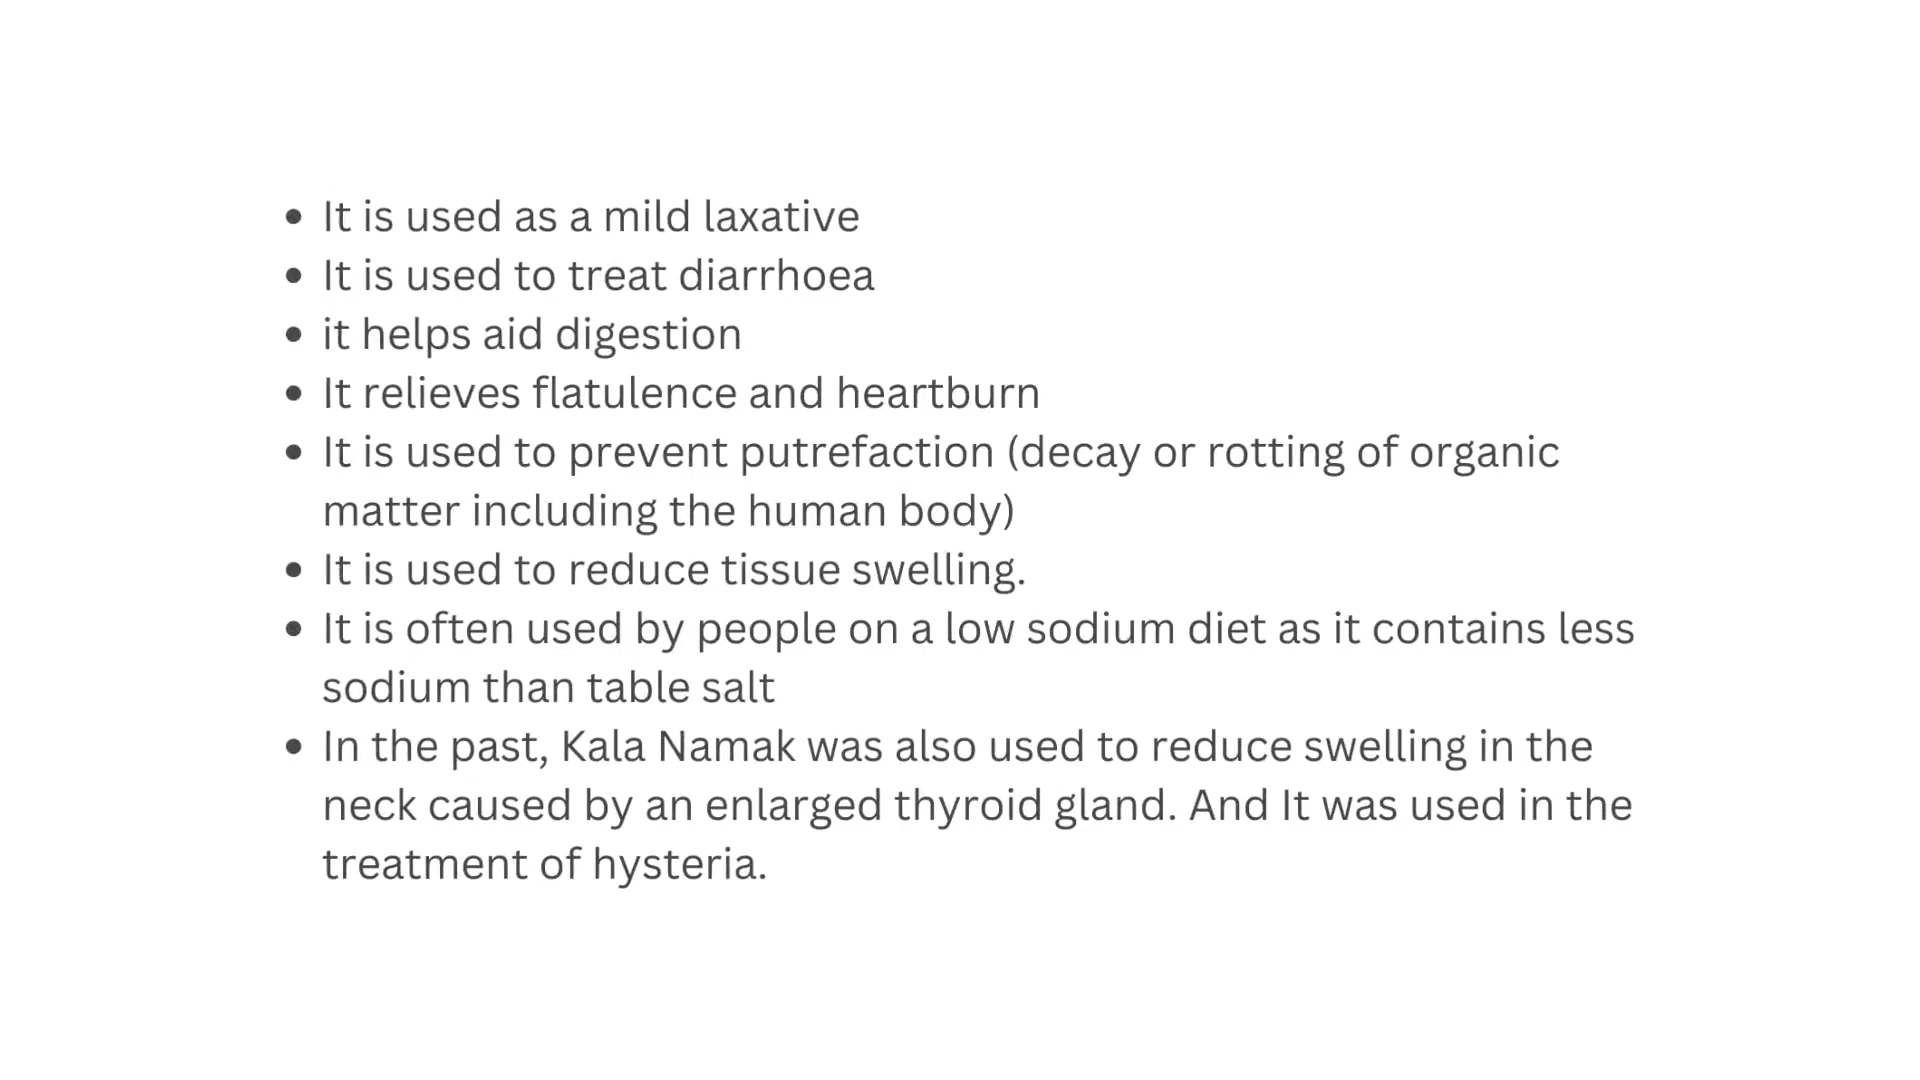 • It is used as a mild laxative
• It is used to treat diarrhoea
• it helps aid digestion
• It relieves flatulence and heartburn
• It is used to prevent putrefaction (decay or rotting of organic
matter including the human body)
• It is used to reduce tissue swelling.
• It is often used by people on a low sodium diet as it contains less
sodium than table salt
• In the past, Kala Namak was also used to reduce swelling in the
neck caused by an enlarged thyroid gland. And It was used in the
treatment of hysteria.